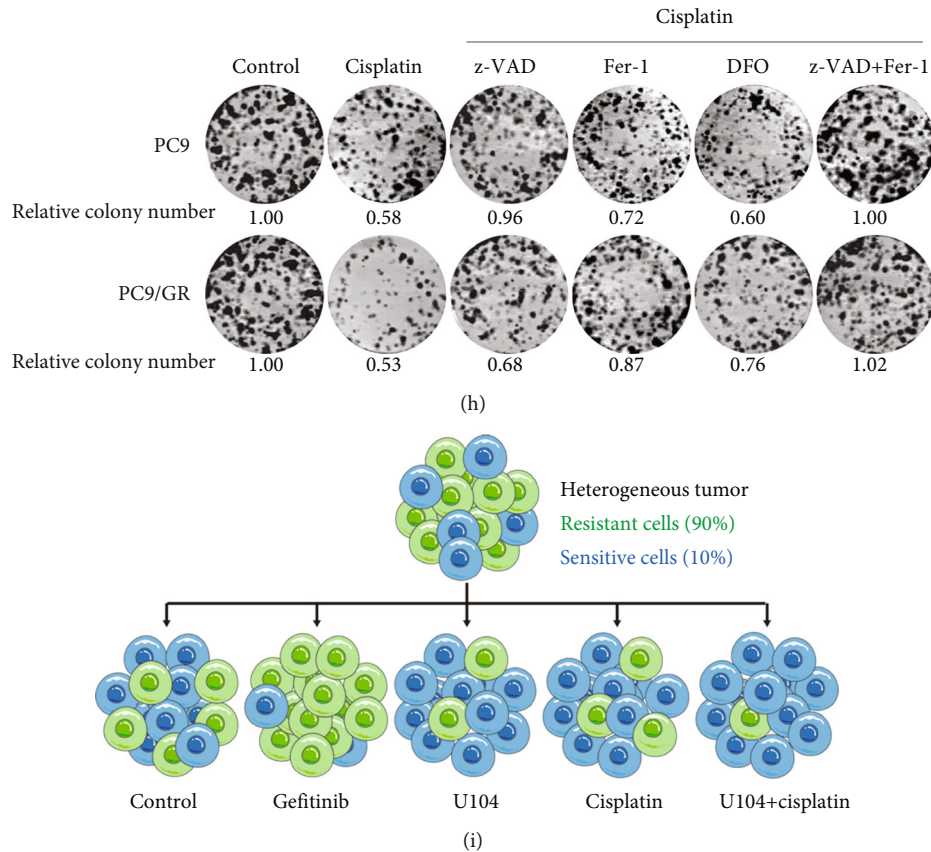 Cisplatin
Control Cisplatin z-VAD Fer-1 DFO z-VAD+Fer-1
PC9
Relative colony number 1.00 0.58 0.96 0.72 0.60 1.00
PC9/GR
Relative colony number 1.00 0.53 0.68 0.87 0.76 1.02
(h)
Heterogeneous tumor
Resistant cells (90%)
Sensitive cells (10%)
Control Gefitinib U104 Cisplatin U104+cisplatin
(i)